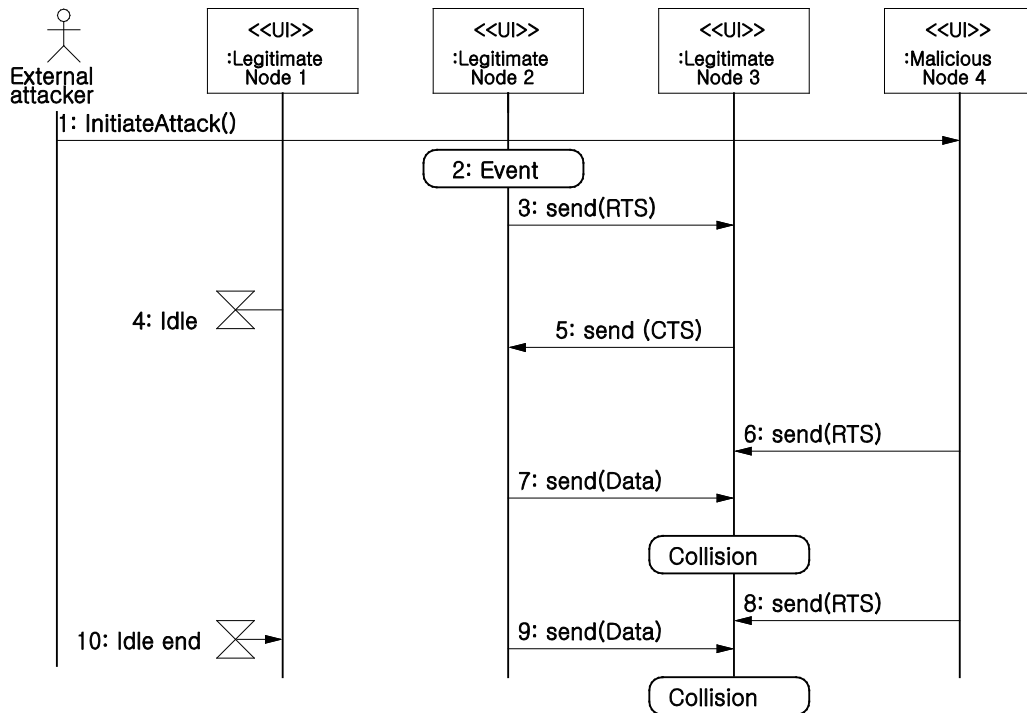 <<UI>>
:Legitimate
Node 1
<<UI>>
:Legitimate
Node 2
<<UI>>
:Legitimate
Node 3
<<UI>>
:Malicious
Node 4
External
attacker
1: InitiateAttack()
2: Event
3: send(RTS)
4: Idle
5: send (CTS)
6: send(RTS)
7: send(Data)
Collision
8: send(RTS)
10: Idle end
9: send(Data)
Collision